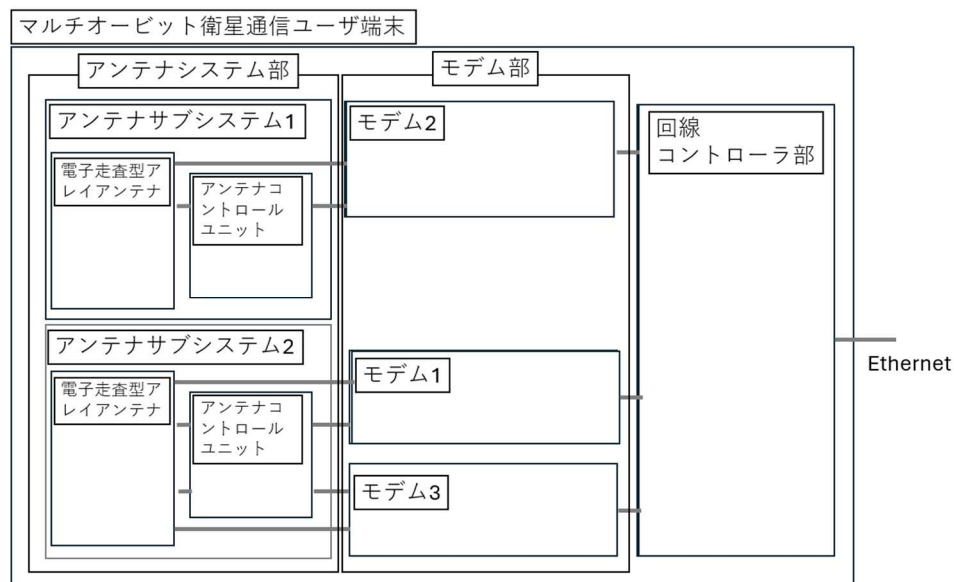 マルチオービット衛星通信ユーザ端末
アンテナシステム部
モデム部
アンテナサブシステム1
電子走査型ア
レイアンテナ
アンテナコ
ントロール
ユニット
モデム2
回線
コントローラ部
アンテナサブシステム2
電子走査型ア
レイアンテナ
アンテナコ
ントロール
ユニット
モデム1
モデム3
Ethernet